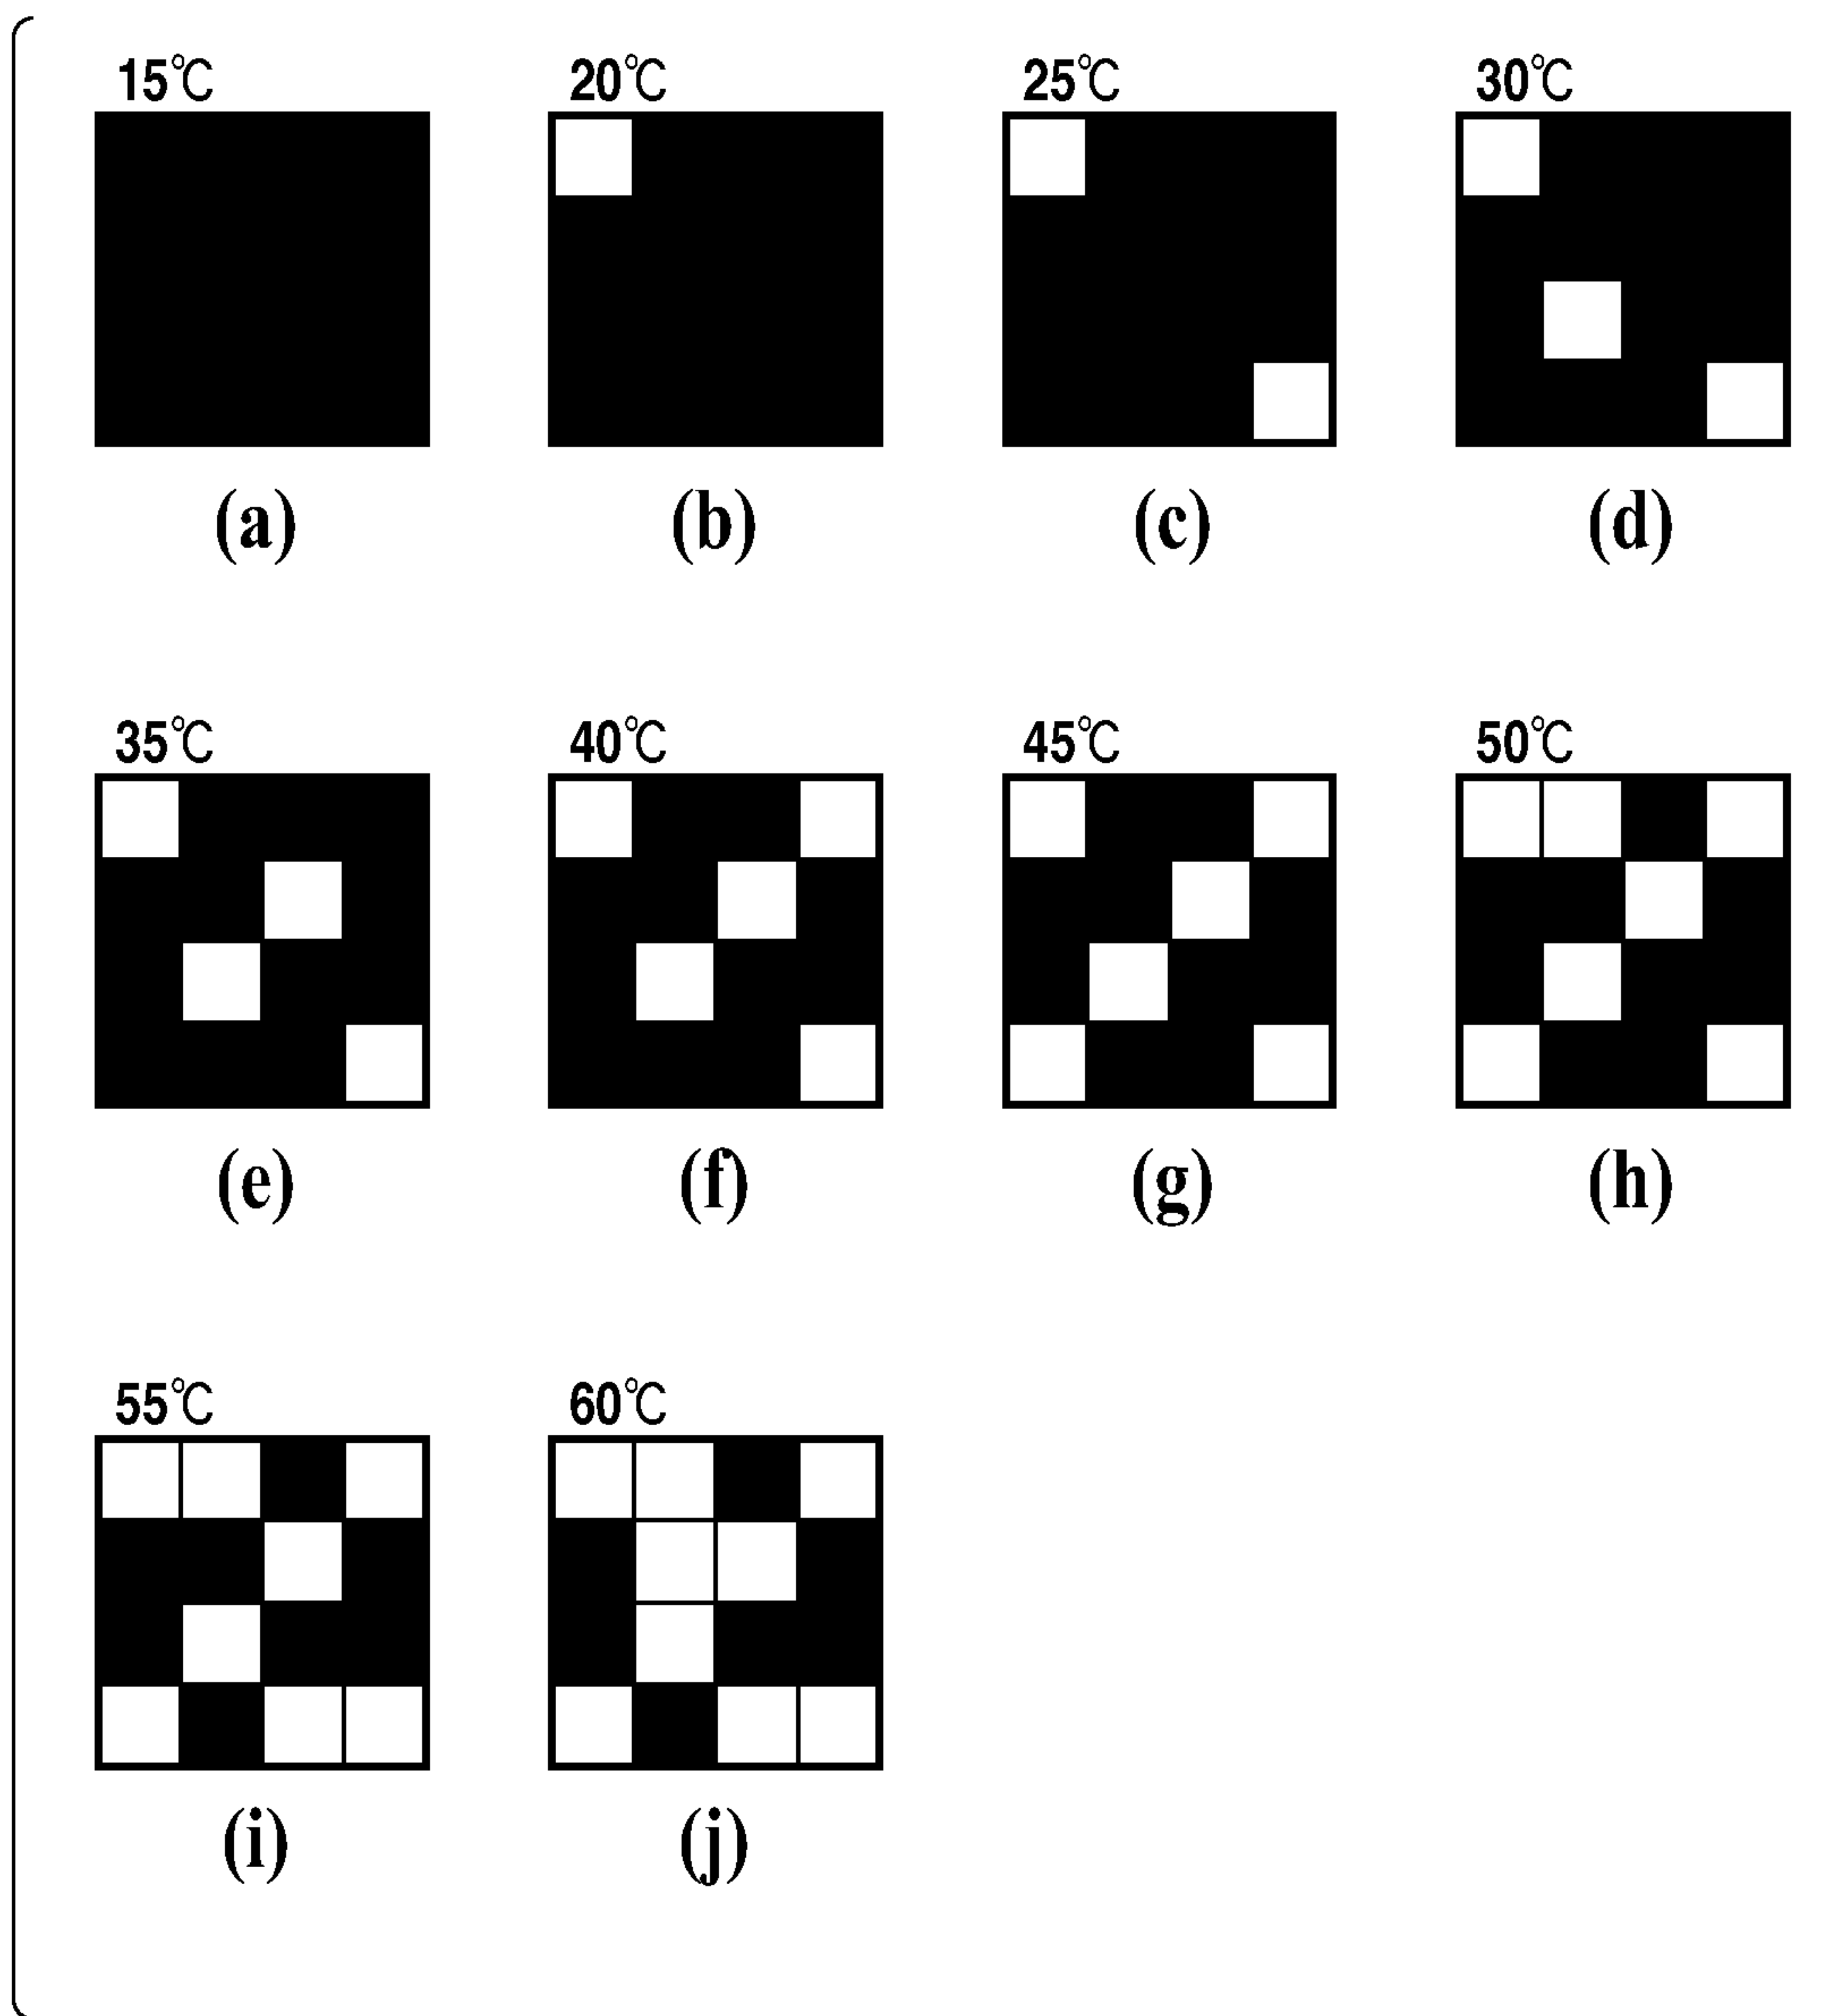 15℃ 20℃ 25℃ 30℃
(a) (b) (c) (d)
35℃ 40℃ 45℃ 50℃
(e) (f) (g) (h)
55℃ 60℃
(i) (j)